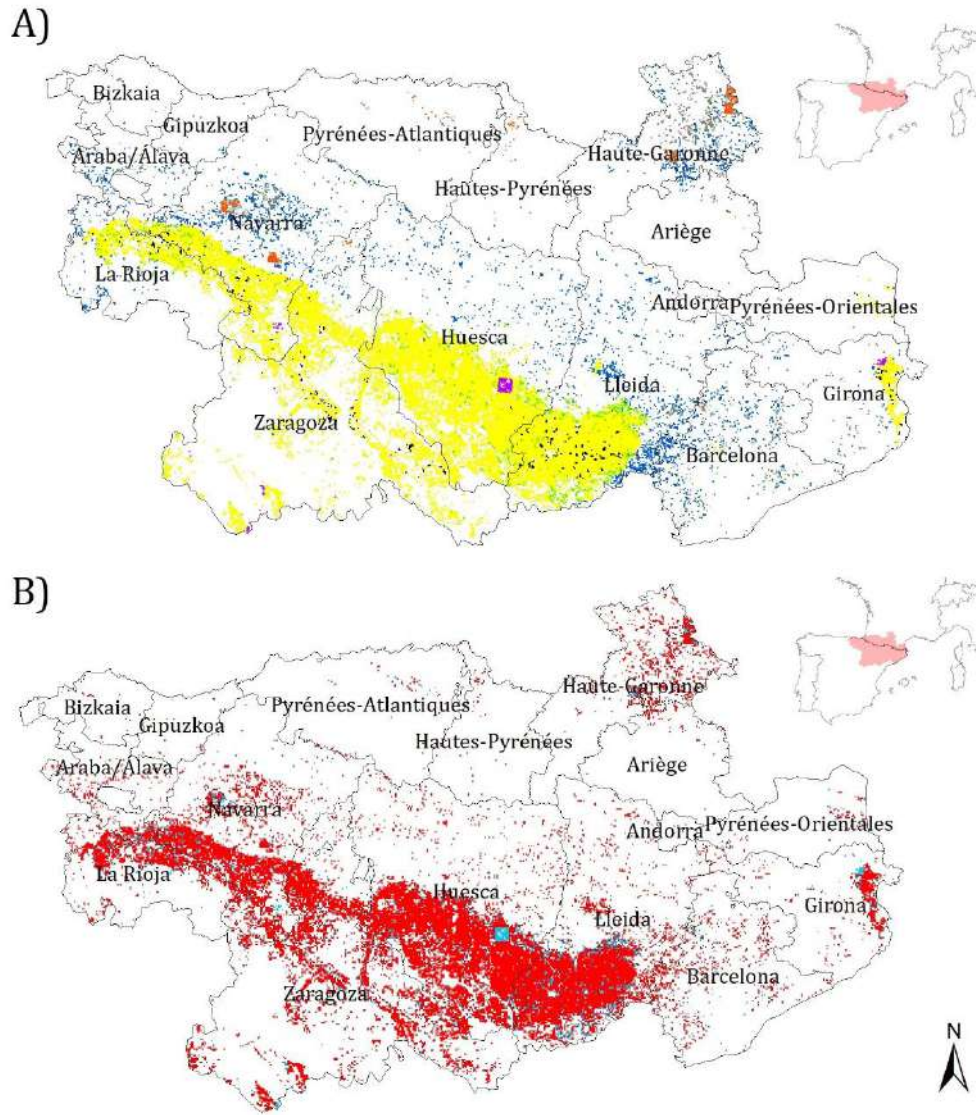 A)
Bizkaia
Gipuzkoa
Pyrénées-Atlantiques
Araba/Álava
Haute-Garonne
Hautes-Pyrénées
Navarra
Ariège
La Rioja
Andorra
Pyrénées-Orientales
Huesca
Lleida
Girona
Zaragoza
Barcelona
B)
Bizkaia
Gipuzkoa
Pyrénées-Atlantiques
Haute-Garonne
Hautes-Pyrénées
Araba/Álava
Ariège
Navarra
Andorra
Pyrénées-Orientales
La Rioja
Huesca
Girona
Lleida
Barcelona
Zaragoza
N